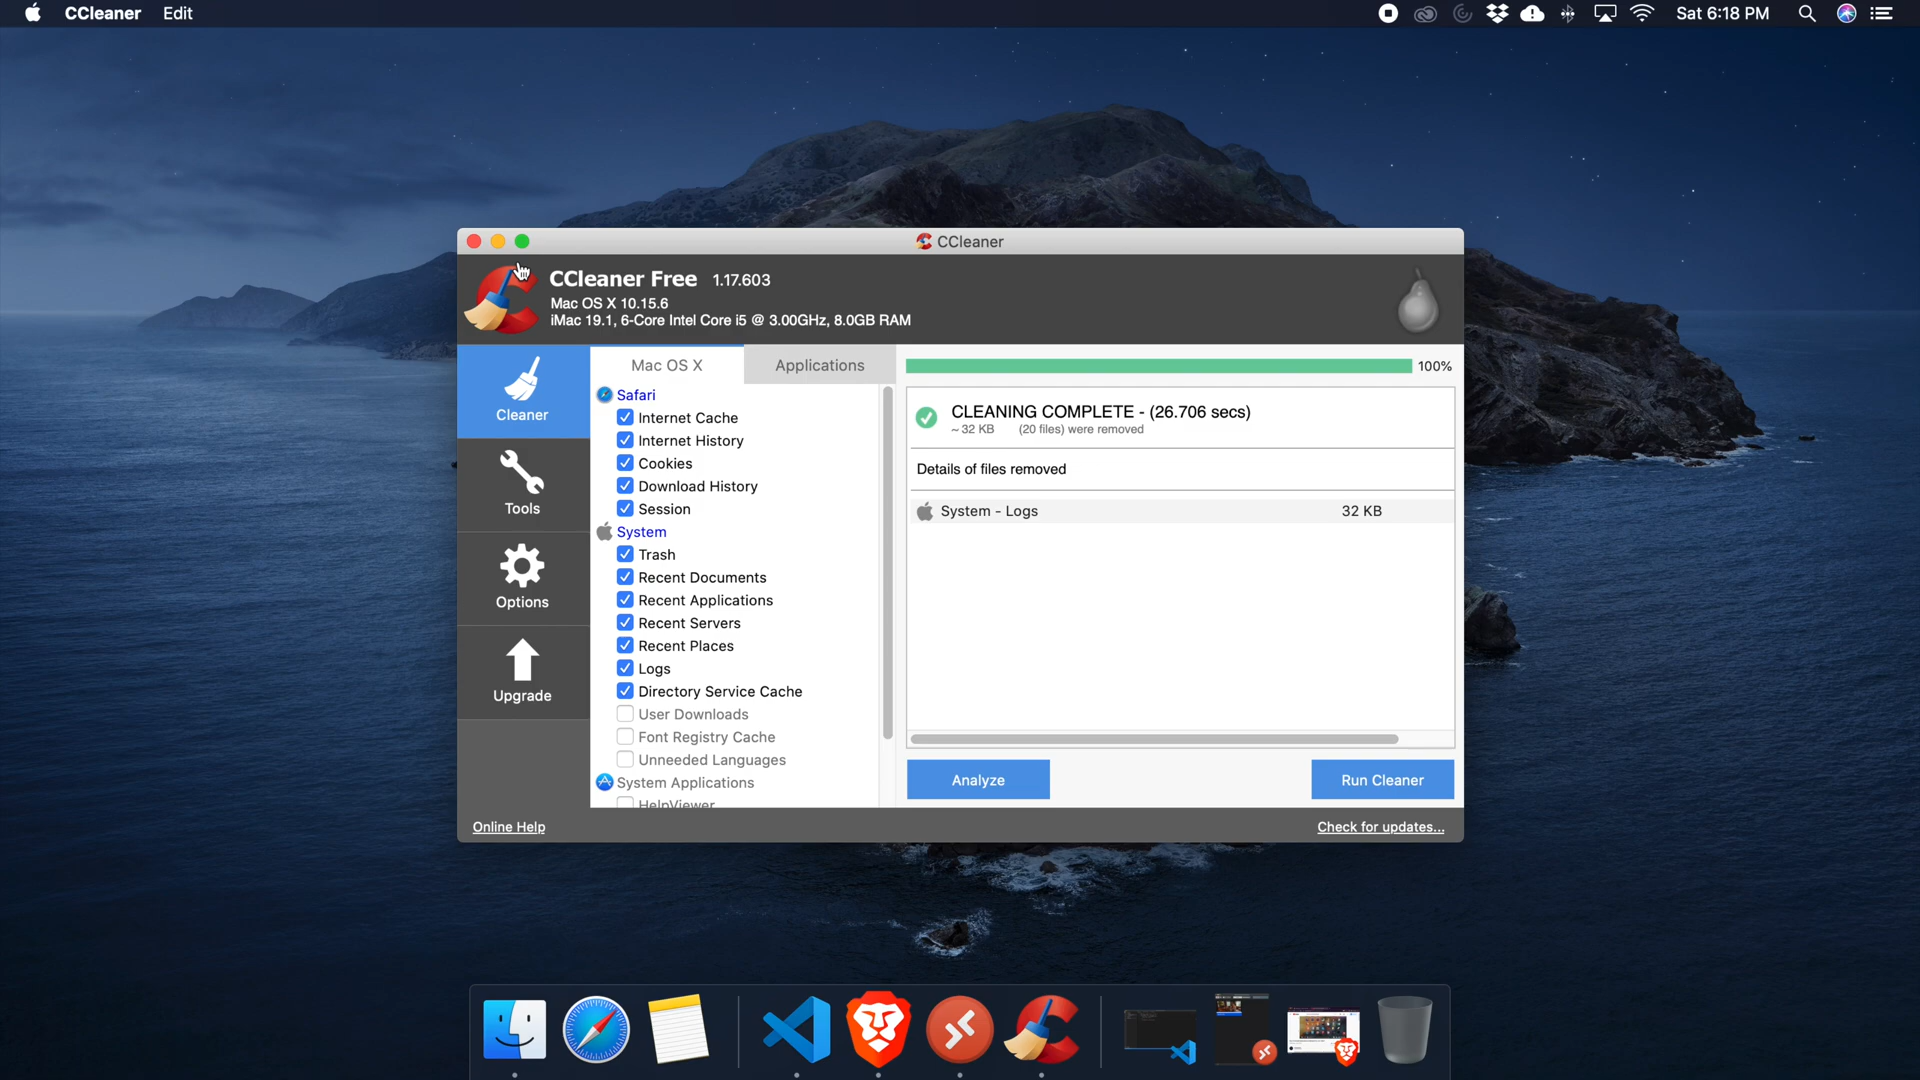 CCleaner Edit
Sat 6:18 PM
CCleaner
CCleaner Free 1.17.603
Mac OS X 10.15.6
iMac 19.1, 6-Core Intel Core i5 @ 3.00GHz, 8.0GB RAM
Cleaner
Tools
Options
Upgrade
Mac OS X
Applications
Safari
Internet Cache
Internet History
Cookies
Download History
Session
System
Trash
Recent Documents
Recent Applications
Recent Servers
Recent Places
Logs
Directory Service Cache
User Downloads
Font Registry Cache
Unneeded Languages
System Applications
HelpViewer
100%
CLEANING COMPLETE - (26.706 secs)
~ 32 KB (20 files) were removed
Details of files removed
System - Logs 32 KB
Analyze
Run Cleaner
Online Help
Check for updates...